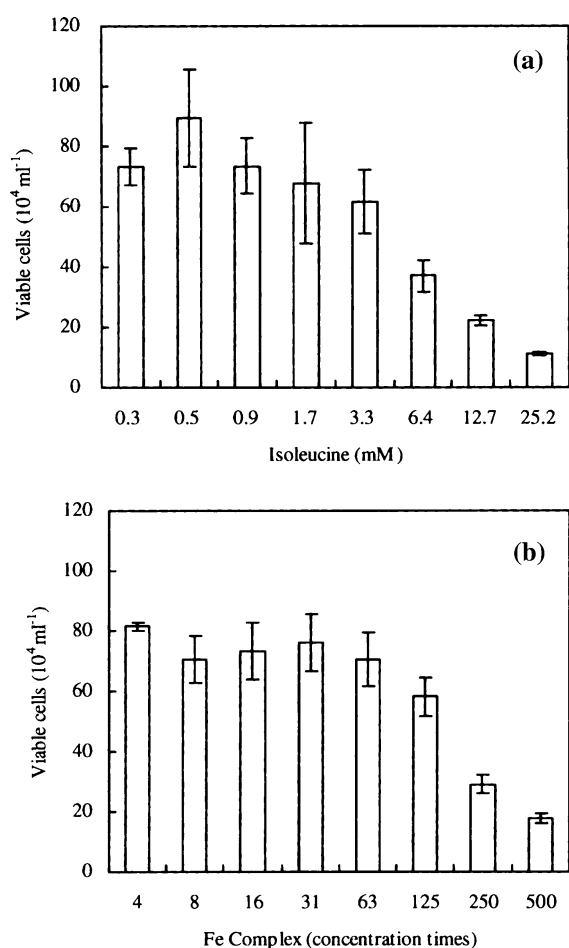 120
(a)
100
80
60
40
20
0
Viable cells (10⁴ ml⁻¹)
0.3 0.5 0.9 1.7 3.3 6.4 12.7 25.2
Isoleucine (mM)
120
(b)
100
80
60
40
20
0
Viable cells (10⁴ ml⁻¹)
4 8 16 31 63 125 250 500
Fe Complex (concentration times)